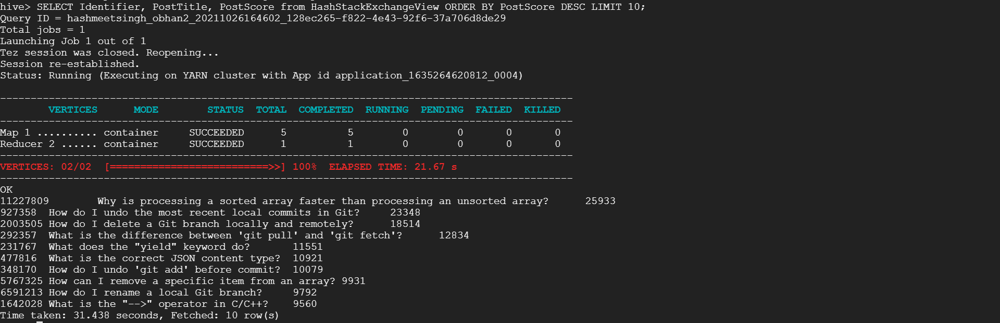 hive> SELECT Identifier, PostTitle, PostScore from HashStackExchangeView ORDER BY PostScore DESC LIMIT 10;
Query ID = hashmeetsingh_obhan2_20211026164602_128ec265-f822-4e43-92f6-37a706d8de29
Total jobs = 1
Launching Job 1 out of 1
Tez session was closed. Reopening...
Session re-established.
Status: Running (Executing on YARN cluster with App id application_1635264620812_0004)
----------------------------------------------------------------------------------------------
        VERTICES      MODE        STATUS  TOTAL  COMPLETED  RUNNING  PENDING  FAILED  KILLED
----------------------------------------------------------------------------------------------
Map 1 .......... container     SUCCEEDED      5          5        0        0       0       0
Reducer 2 ...... container     SUCCEEDED      1          1        0        0       0       0
----------------------------------------------------------------------------------------------
VERTICES: 02/02  [==========================>>] 100%  ELAPSED TIME: 21.67 s
----------------------------------------------------------------------------------------------
OK
11227809        Why is processing a sorted array faster than processing an unsorted array?      25933
927358  How do I undo the most recent local commits in Git?     23348
2003505 How do I delete a Git branch locally and remotely?      18514
292357  What is the difference between 'git pull' and 'git fetch'?      12834
231767  What does the "yield" keyword do?       11551
477816  What is the correct JSON content type?  10921
348170  How do I undo 'git add' before commit?  10079
5767325 How can I remove a specific item from an array? 9931
6591213 How do I rename a local Git branch?     9792
1642028 What is the "-->" operator in C/C++?    9560
Time taken: 31.438 seconds, Fetched: 10 row(s)